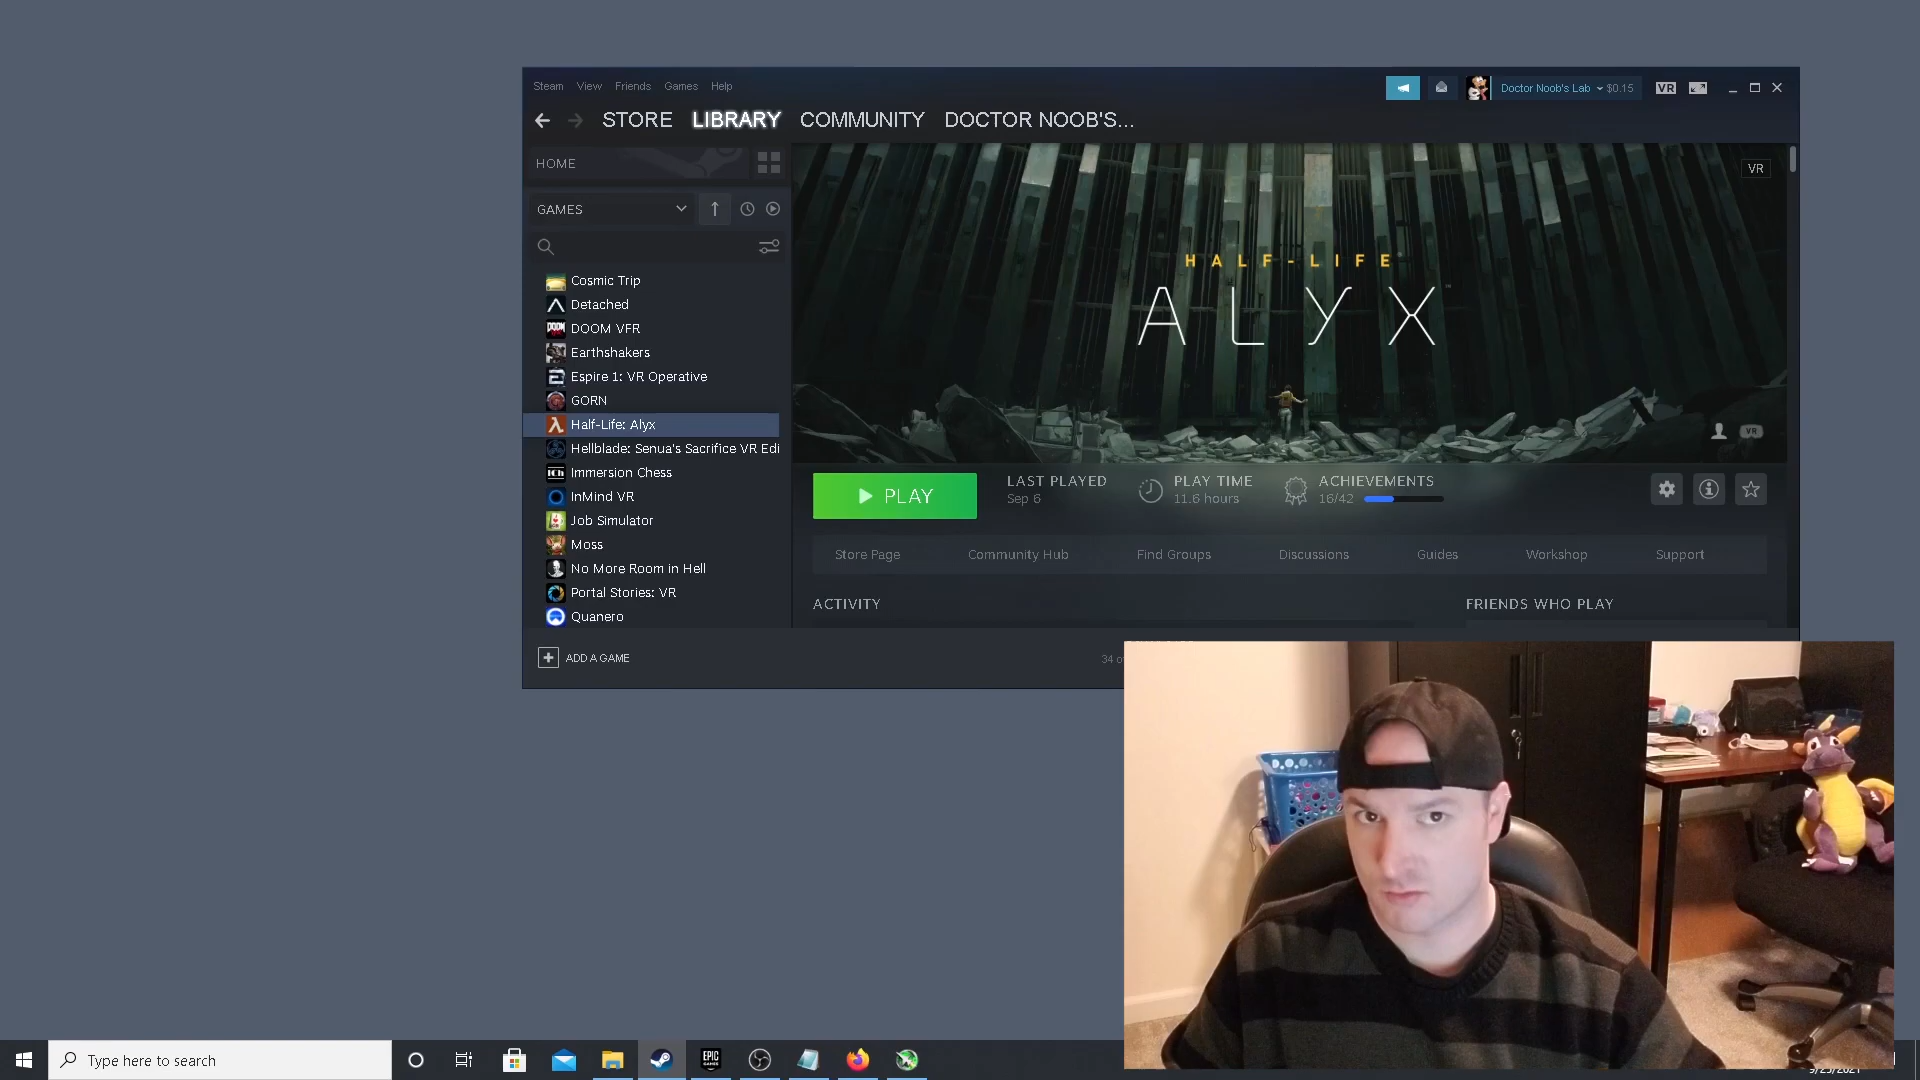 Steam View Friends Games Help
Doctor Noob's Lab $0.15
VR
STORE LIBRARY COMMUNITY DOCTOR NOOB'S...
HOME
VR
GAMES
HALF-LIFE
ALYX
Cosmic Trip
Detached
DOOM VFR
Earthshakers
Espire 1: VR Operative
GORN
Half-Life: Alyx
Hellblade: Senua's Sacrifice VR Edi
Immersion Chess
InMind VR
Job Simulator
Moss
No More Room in Hell
Portal Stories: VR
Quanero
VR
PLAY
LAST PLAYED
Sep 6
PLAY TIME
11.6 hours
ACHIEVEMENTS
16/42
Store Page Community Hub Find Groups Discussions Guides Workshop Support
ACTIVITY
FRIENDS WHO PLAY
ADD A GAME
34
Type here to search
EPIC GAMES